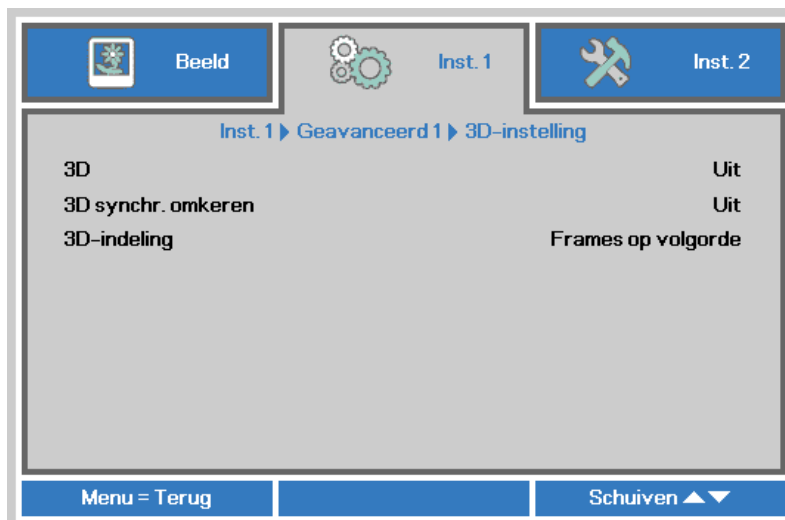 Beeld
Inst. 1
Inst. 2
Inst. 1 Geavanceerd 1 3D-instelling
3D Uit
3D synchr. omkeren Uit
3D-indeling Frames op volgorde
Menu = Terug
Schuiven